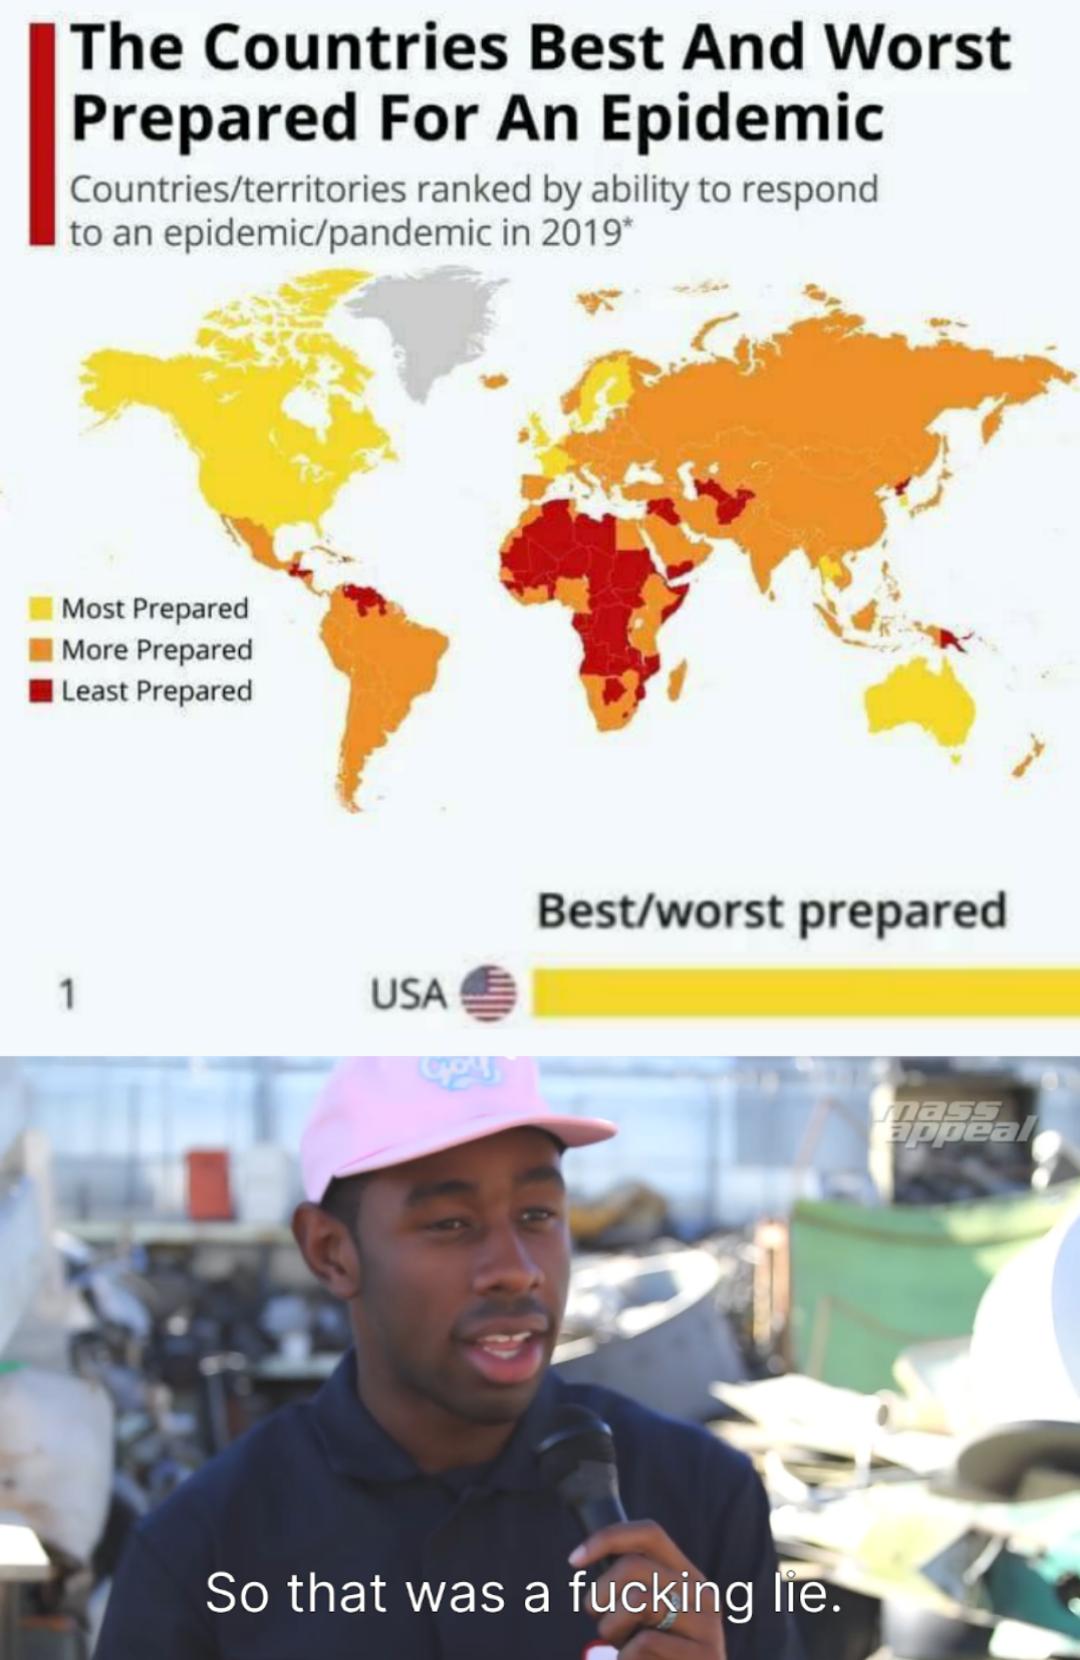 The Countries Best And Worst
Prepared For An Epidemic
Countries/territories ranked by ability to respond
to an epidemic/pandemic in 2019*
Most Prepared
More Prepared
Least Prepared
Best/worst prepared
1 USA
Golf
mass
appeal
So that was a fucking lie.